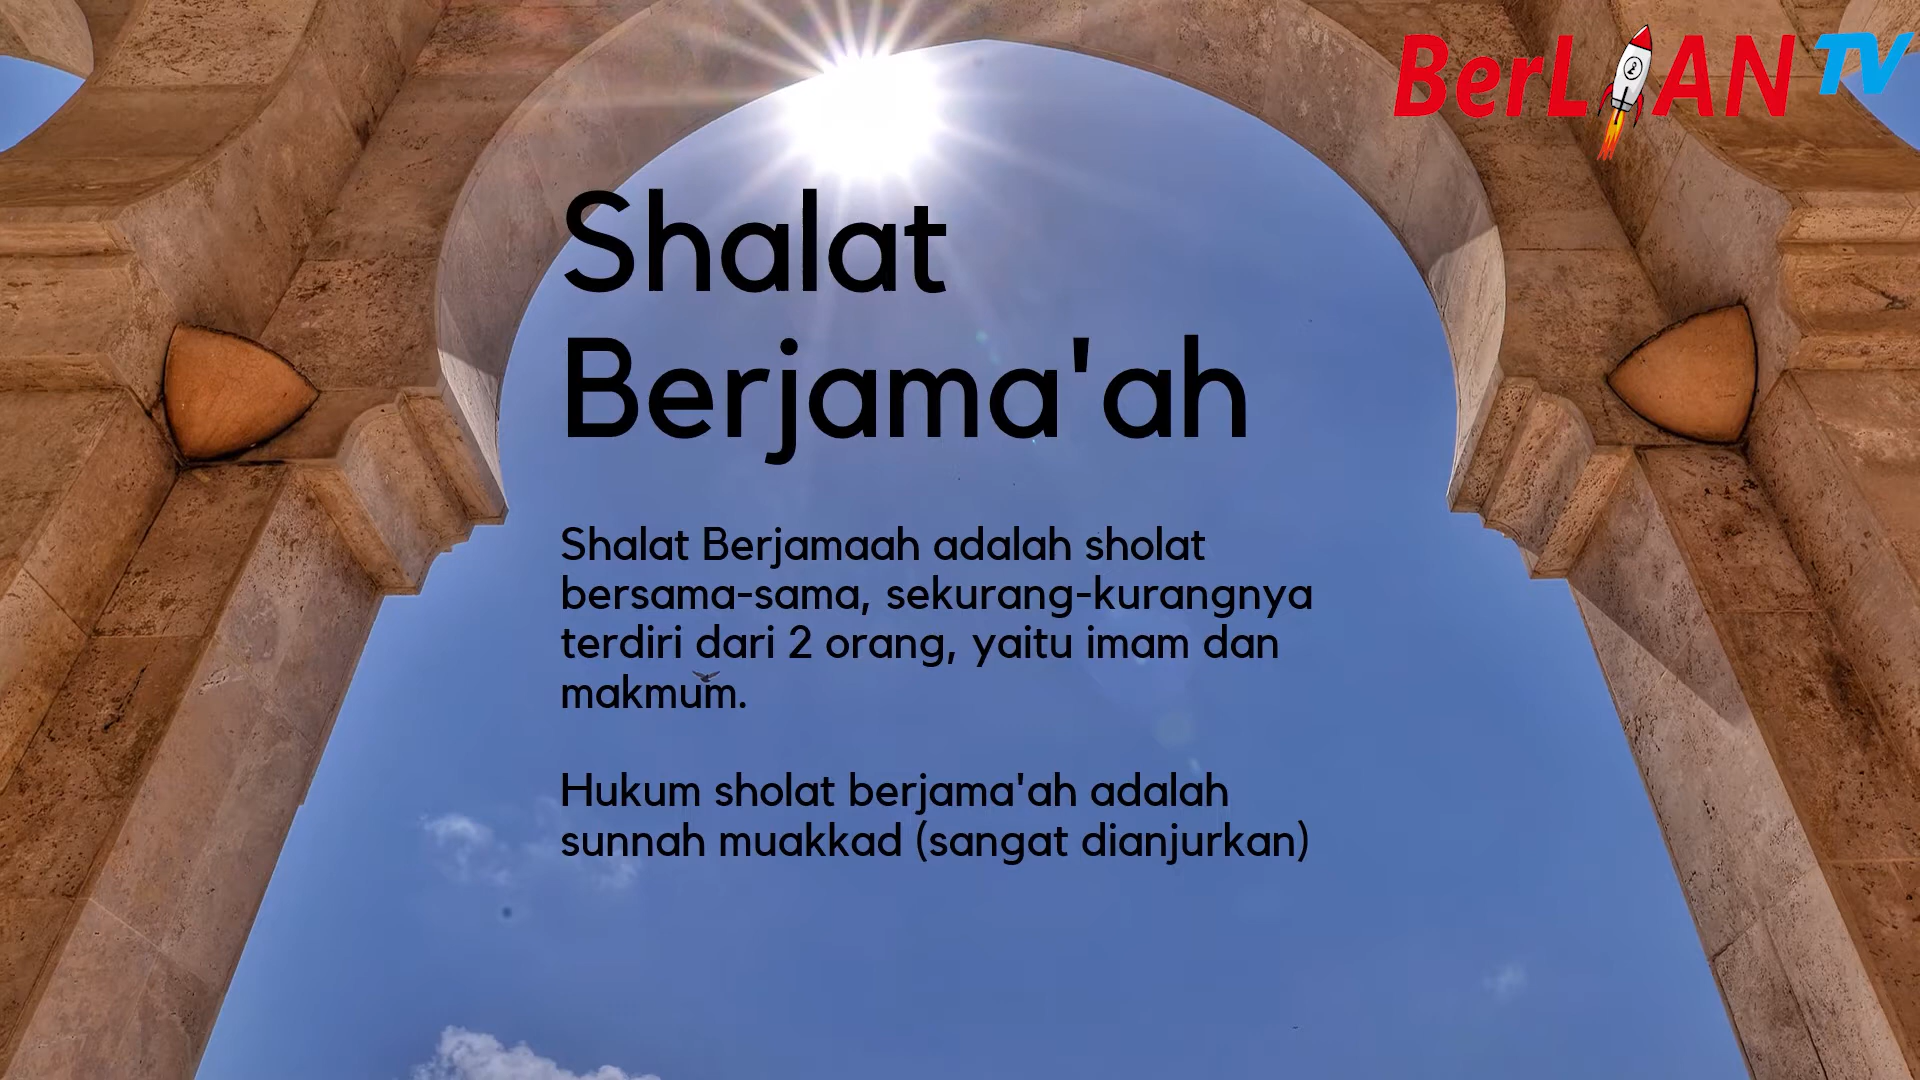 BerLIAN TV
Shalat
Berjama'ah
Shalat Berjamaah adalah sholat
bersama-sama, sekurang-kurangnya
terdiri dari 2 orang, yaitu imam dan
makmum.
Hukum sholat berjama'ah adalah
sunnah muakkad (sangat dianjurkan)